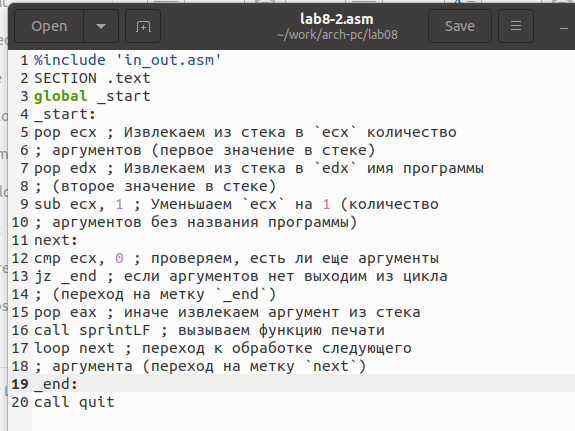 Open
lab8-2.asm
~/work/arch-pc/lab08
Save
1 %include 'in_out.asm'
2 SECTION .text
3 global _start
4 _start:
5 pop ecx ; Извлекаем из стека в `ecx` количество
6 ; аргументов (первое значение в стеке)
7 pop edx ; Извлекаем из стека в `edx` имя программы
8 ; (второе значение в стеке)
9 sub ecx, 1 ; Уменьшаем `ecx` на 1 (количество
10 ; аргументов без названия программы)
11 next:
12 cmp ecx, 0 ; проверяем, есть ли еще аргументы
13 jz _end ; если аргументов нет выходим из цикла
14 ; (переход на метку `_end`)
15 pop eax ; иначе извлекаем аргумент из стека
16 call sprintLF ; вызываем функцию печати
17 loop next ; переход к обработке следующего
18 ; аргумента (переход на метку `next`)
19 _end:
20 call quit